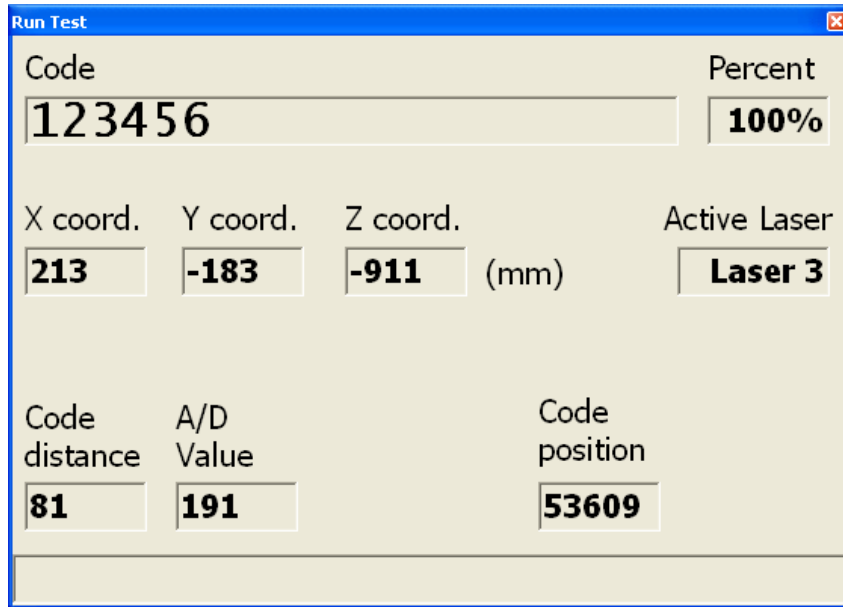 Run Test
Code Percent
123456 100%
X coord. Y coord. Z coord. Active Laser
213 -183 -911 (mm) Laser 3
Code A/D Code
distance Value position
81 191 53609